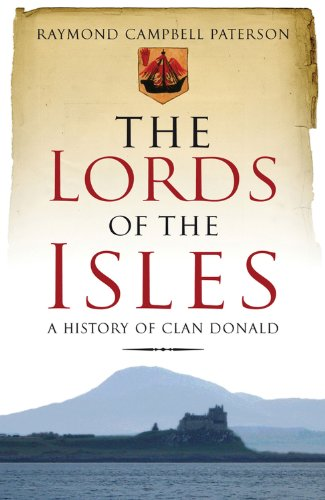 RAYMOND CAMPBELL PATERSON
THE
LORDS
OF THE
ISLES
A HISTORY OF CLAN DONALD